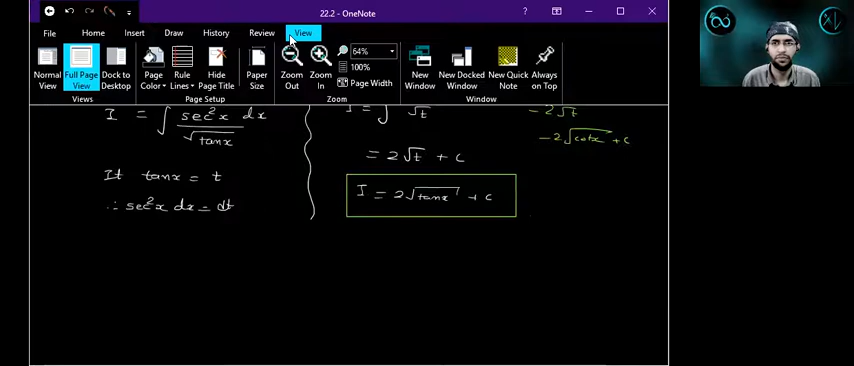 22.2 - OneNote
?
File Home Insert Draw History Review View
Normal View
Full Page View
Dock to Desktop
Views
Page Color
Rule Lines
Hide Page Title
Page Setup
Paper Size
Zoom Out
Zoom In
64%
100%
Page Width
Zoom
New Window
New Docked Window
New Quick Note
Always on Top
Window
I = ∫ sec²x dx / √tanx
It tanx = t
∴ sec²x dx = dt
I = ∫ √t
= 2√t + c
I = 2√tanx + c
-2√t
-2√cotx + c